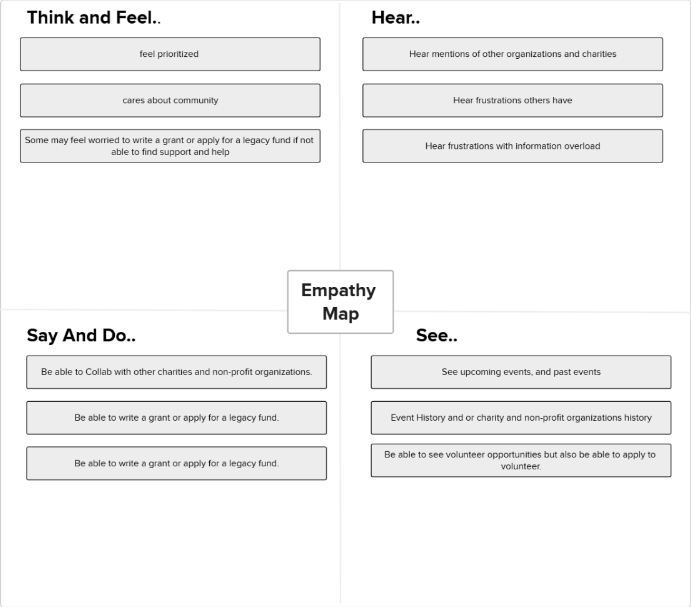 Think and Feel..
feel prioritized
cares about community
Some may feel worried to write a grant or apply for a legacy fund if not
able to find support and help
Hear..
Hear mentions of other organizations and charities
Hear frustrations others have
Hear frustrations with information overload
Empathy
Map
Say And Do..
Be able to Collab with other charities and non-profit organizations.
Be able to write a grant or apply for a legacy fund.
Be able to write a grant or apply for a legacy fund.
See..
See upcoming events, and past events
Event History and or charity and non-profit organizations history
Be able to see volunteer opportunities but also be able to apply to
volunteer.